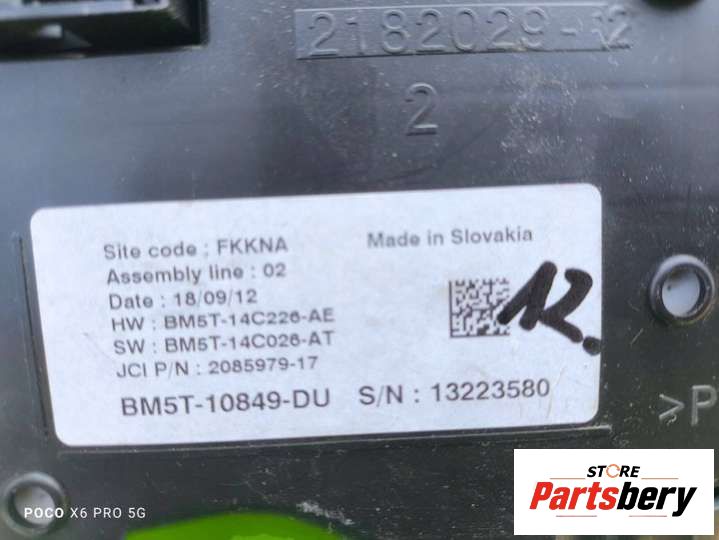 2182029-12
2
Site code : FKKNA
Made in Slovakia
Assembly line : 02
Date : 18/09/12
HW : BM5T-14C226-AE
SW : BM5T-14C026-AT
JCI P/N : 2085979-17
12.
BM5T-10849-DU S/N : 13223580
>P
STORE
Partsbery
POCO X6 PRO 5G